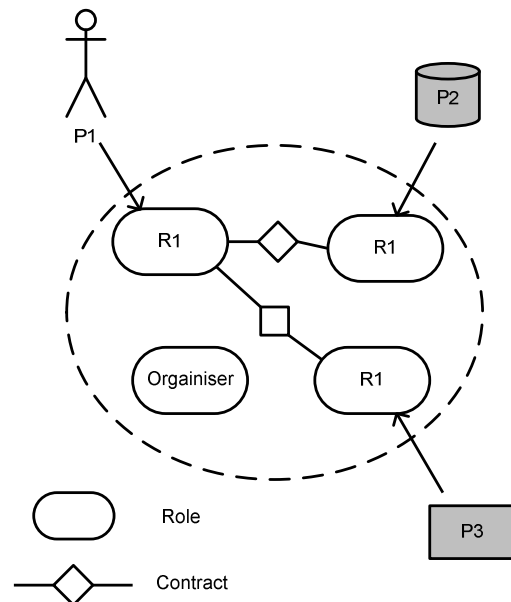 P2
P1
R1
R1
Orgainiser
R1
Role
P3
Contract